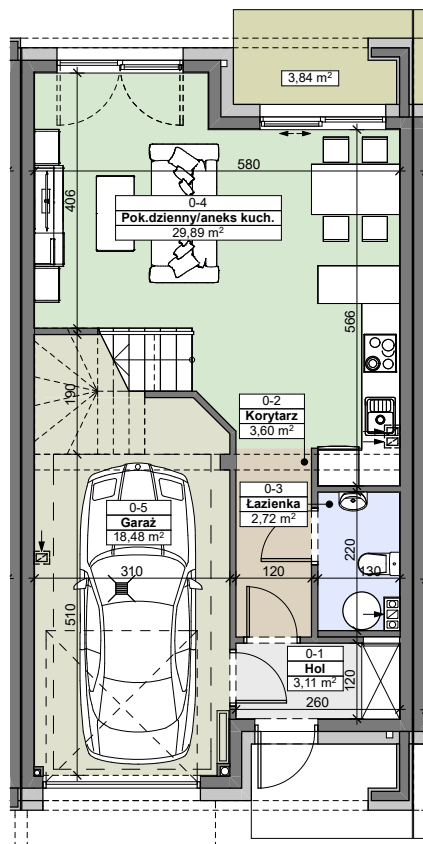 3,84 m²
580
406
0-4
Pok.dzienny/aneks kuch.
29,89 m²
566
190
0-2
Korytarz
3,60 m²
0-3
Łazienka
2,72 m²
0-5
Garaż
18,48 m²
220
310
120
130
510
0-1
Hol
3,11 m²
120
260